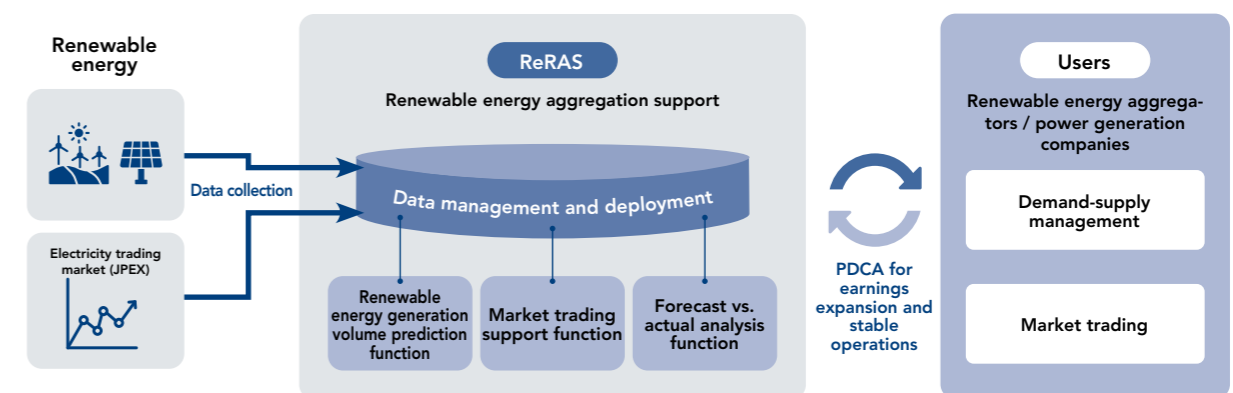 Renewable
energy
Data collection
Electricity trading
market (JPEX)
ReRAS
Renewable energy aggregation support
Data management and deployment
Renewable
energy generation
volume prediction
function
Market trading
support function
Forecast vs.
actual analysis
function
PDCA for
earnings
expansion and
stable
operations
Users
Renewable energy aggrega-
tors / power generation
companies
Demand-supply
management
Market trading